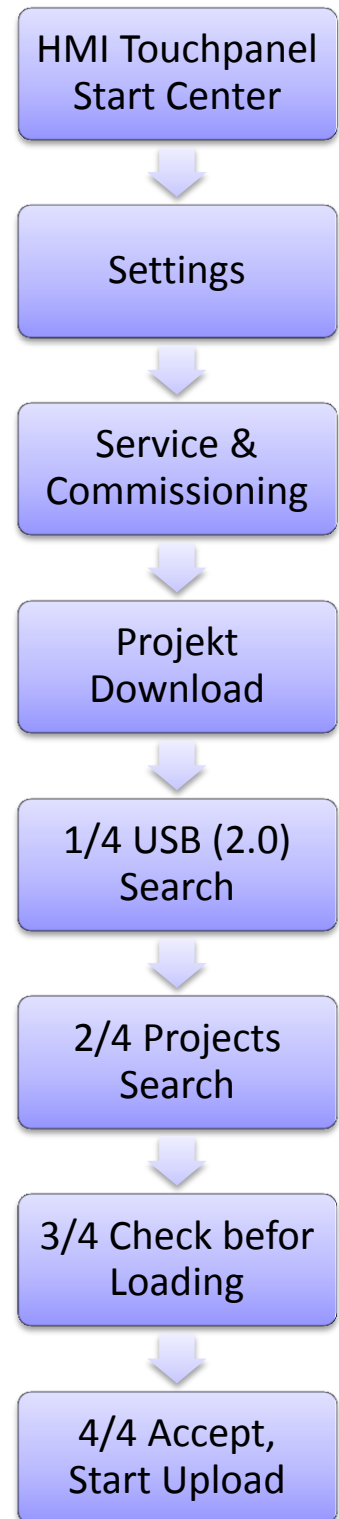 HMI Touchpanel
Start Center
Settings
Service &
Commissioning
Projekt
Download
1/4 USB (2.0)
Search
2/4 Projects
Search
3/4 Check befor
Loading
4/4 Accept,
Start Upload